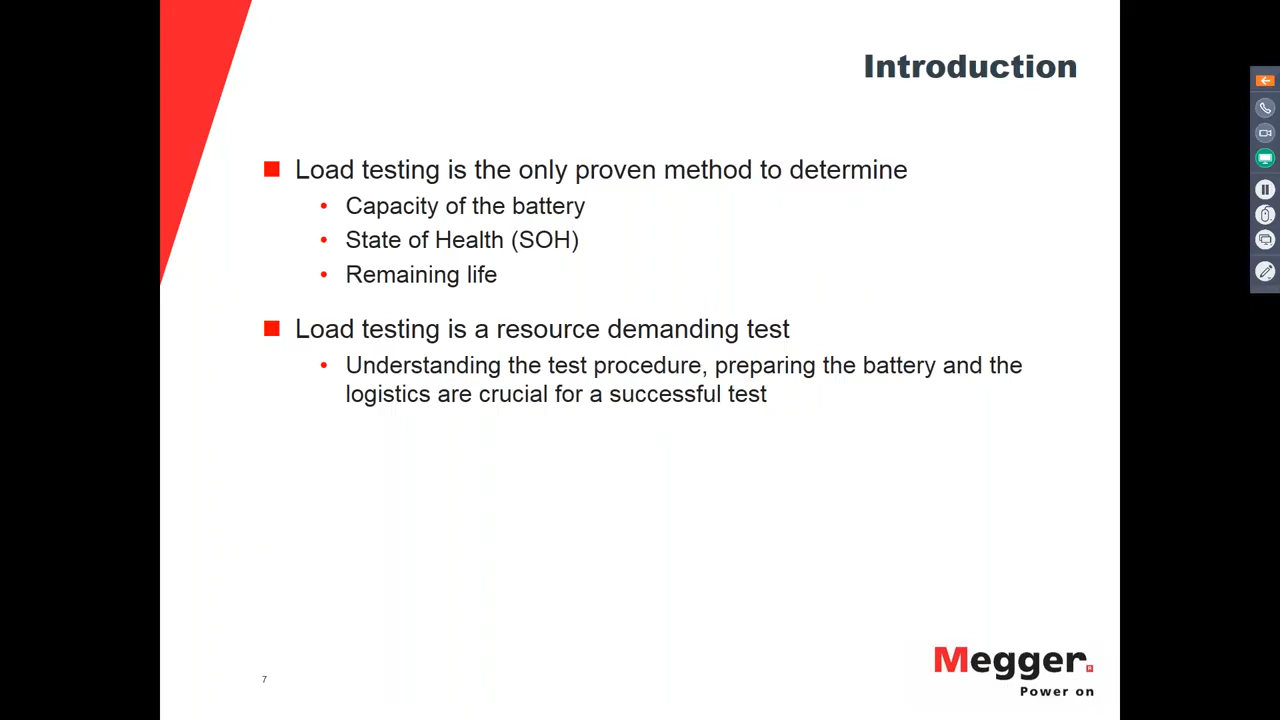 Introduction
Load testing is the only proven method to determine
Capacity of the battery
State of Health (SOH)
Remaining life
Load testing is a resource demanding test
Understanding the test procedure, preparing the battery and the
logistics are crucial for a successful test
7
Megger.
Power on